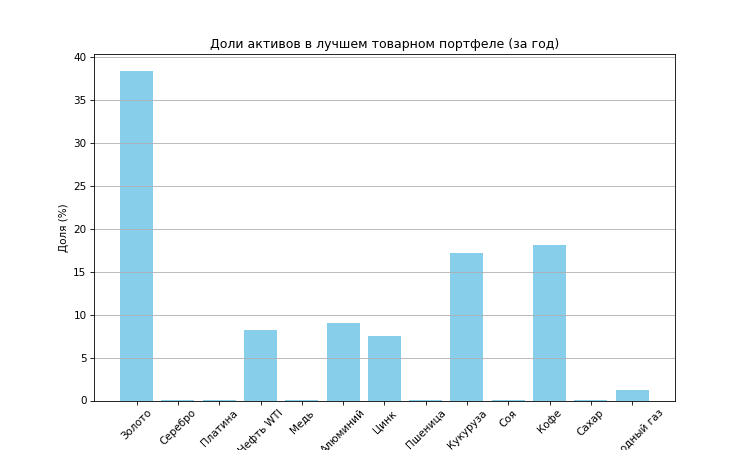 Доли активов в лучшем товарном портфеле (за год)
Доля (%)
40
35
30
25
20
15
10
5
0
Золото
Серебро
Платина
Нефть WTI
Медь
Алюминий
Цинк
Пшеница
Кукуруза
Соя
Кофе
Сахар
газ